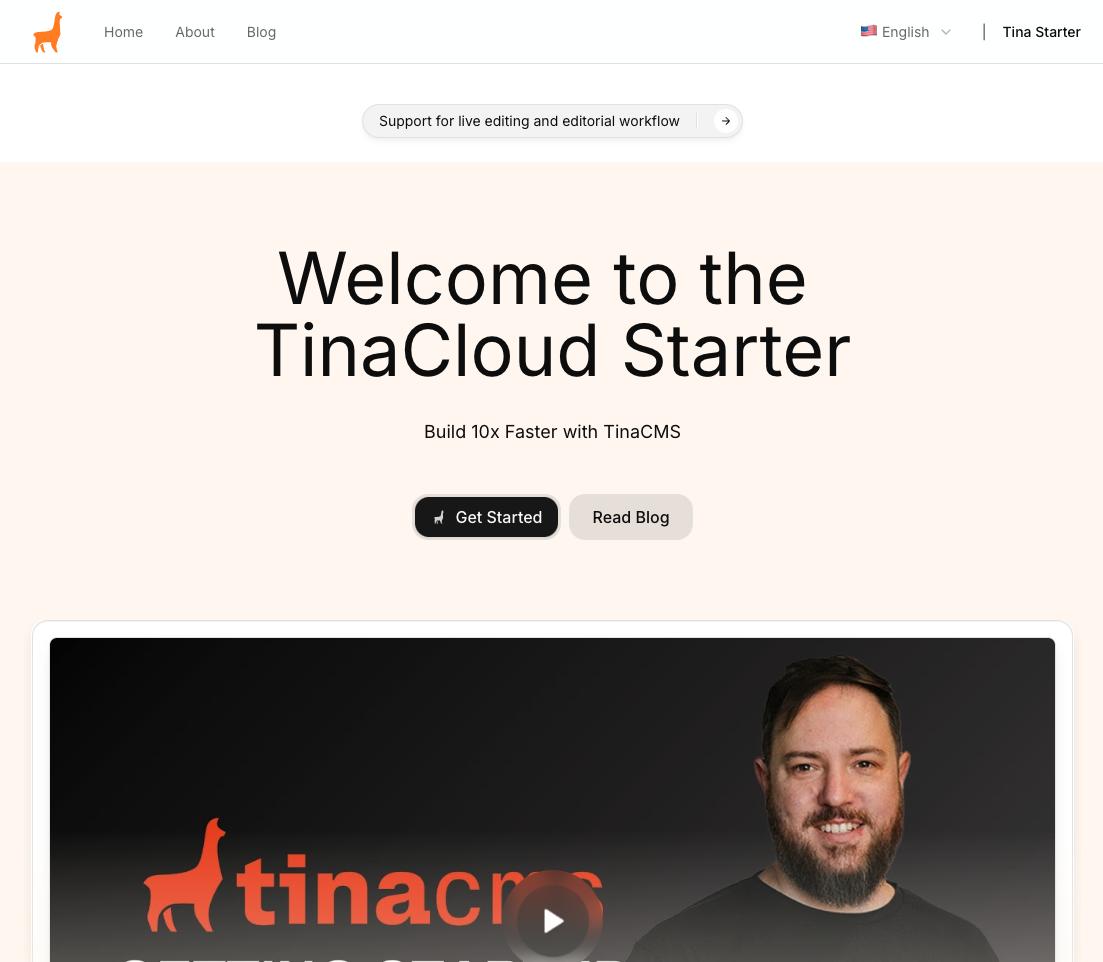 Home About Blog
English | Tina Starter
Support for live editing and editorial workflow
Welcome to the
TinaCloud Starter
Build 10x Faster with TinaCMS
Get Started
Read Blog
tinacms